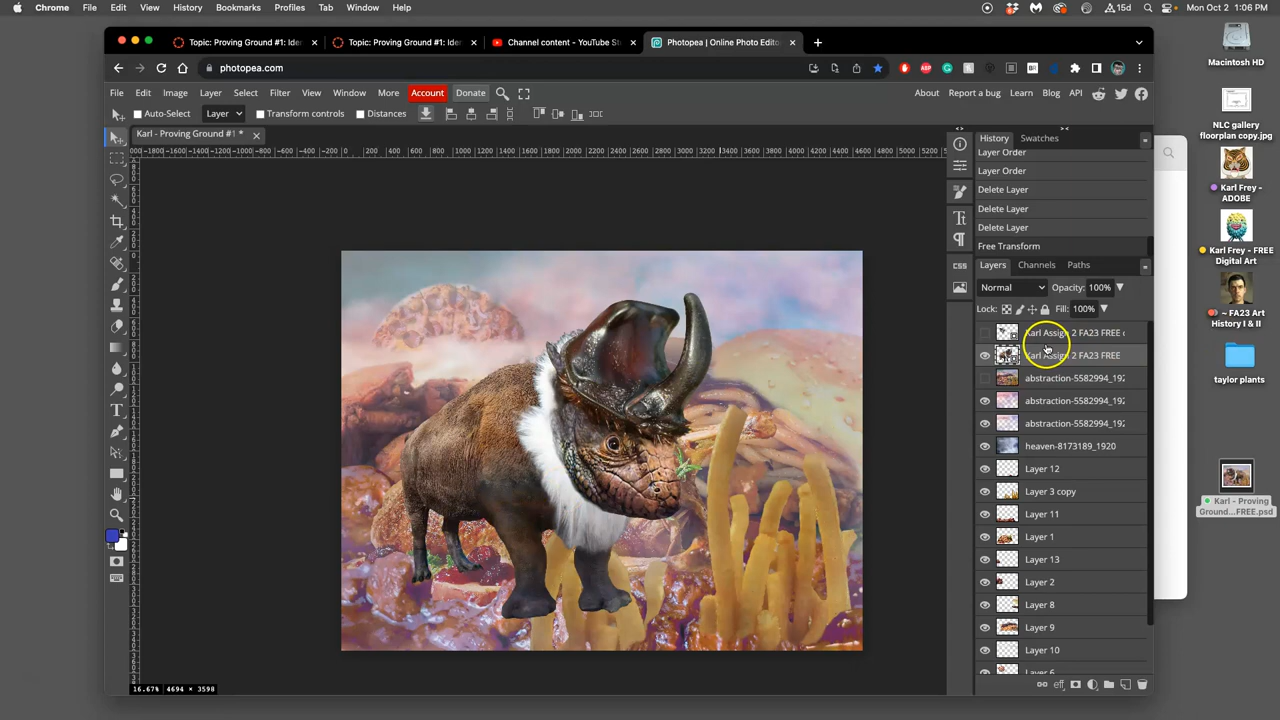 Chrome File Edit View History Bookmarks Profiles Tab Window Help 15d Mon Oct 2 1:06 PM
Topic: Proving Ground #1: Ider Topic: Proving Ground #1: Ider Channel content - YouTube St Photopea | Online Photo Edito
photopea.com
File Edit Image Layer Select Filter View Window More Account Donate About Report a bug Learn Blog API
Auto-Select Layer Transform controls Distances
Karl - Proving Ground #1 *
History Swatches
Layer Order
Layer Order
Delete Layer
Delete Layer
Delete Layer
Free Transform
Layers Channels Paths
Normal Opacity: 100%
Lock: Fill: 100%
Karl Assign 2 FA23 FREE c
Karl Assign 2 FA23 FREE
abstraction-5582994_192
abstraction-5582994_192
abstraction-5582994_192
heaven-8173189_1920
Layer 12
Layer 3 copy
Layer 11
Layer 1
Layer 13
Layer 2
Layer 8
Layer 9
Layer 10
Layer 6
16.67% 4694 x 3598
Macintosh HD
NLC gallery
floorplan copy.jpg
Karl Frey -
ADOBE
Karl Frey - FREE
Digital Art
~ FA23 Art
History I & II
taylor plants
Karl - Proving
Ground...FREE.psd